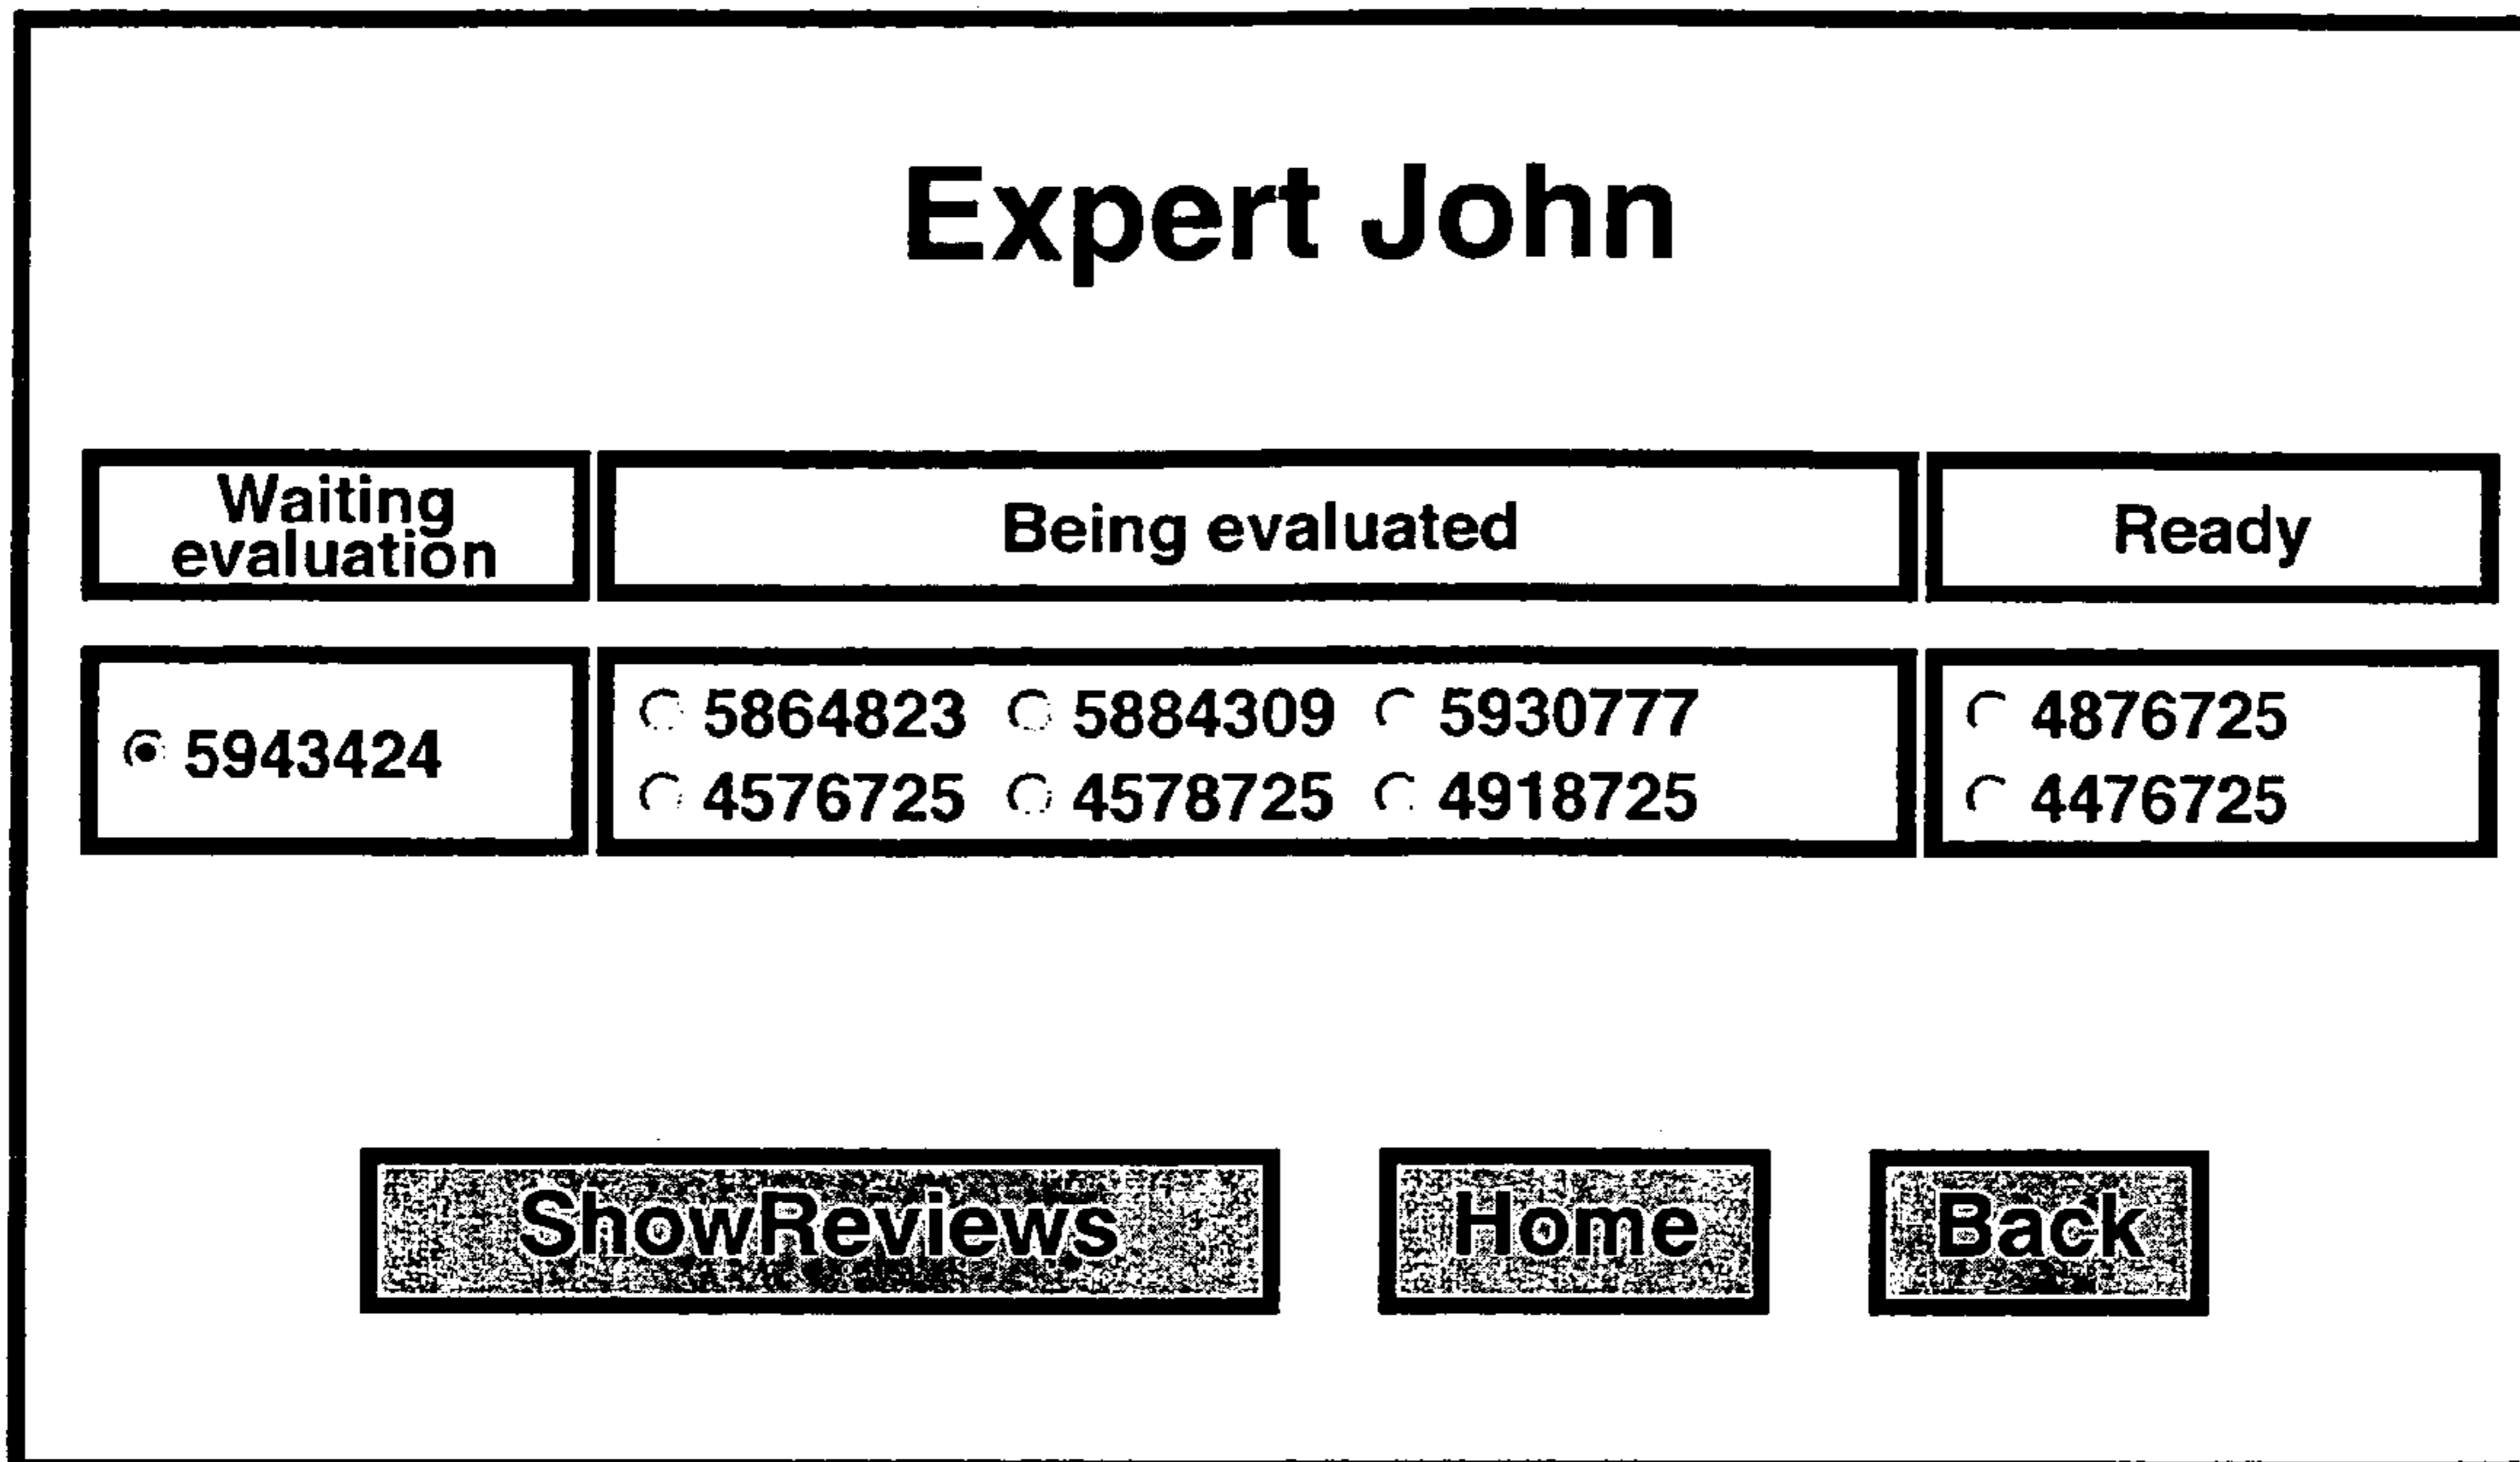 Expert John
Waiting
evaluation
Being evaluated
Ready
5943424
5864823 5884309 5930777
4576725 4578725 4918725
4876725
4476725
ShowReviews Home Back